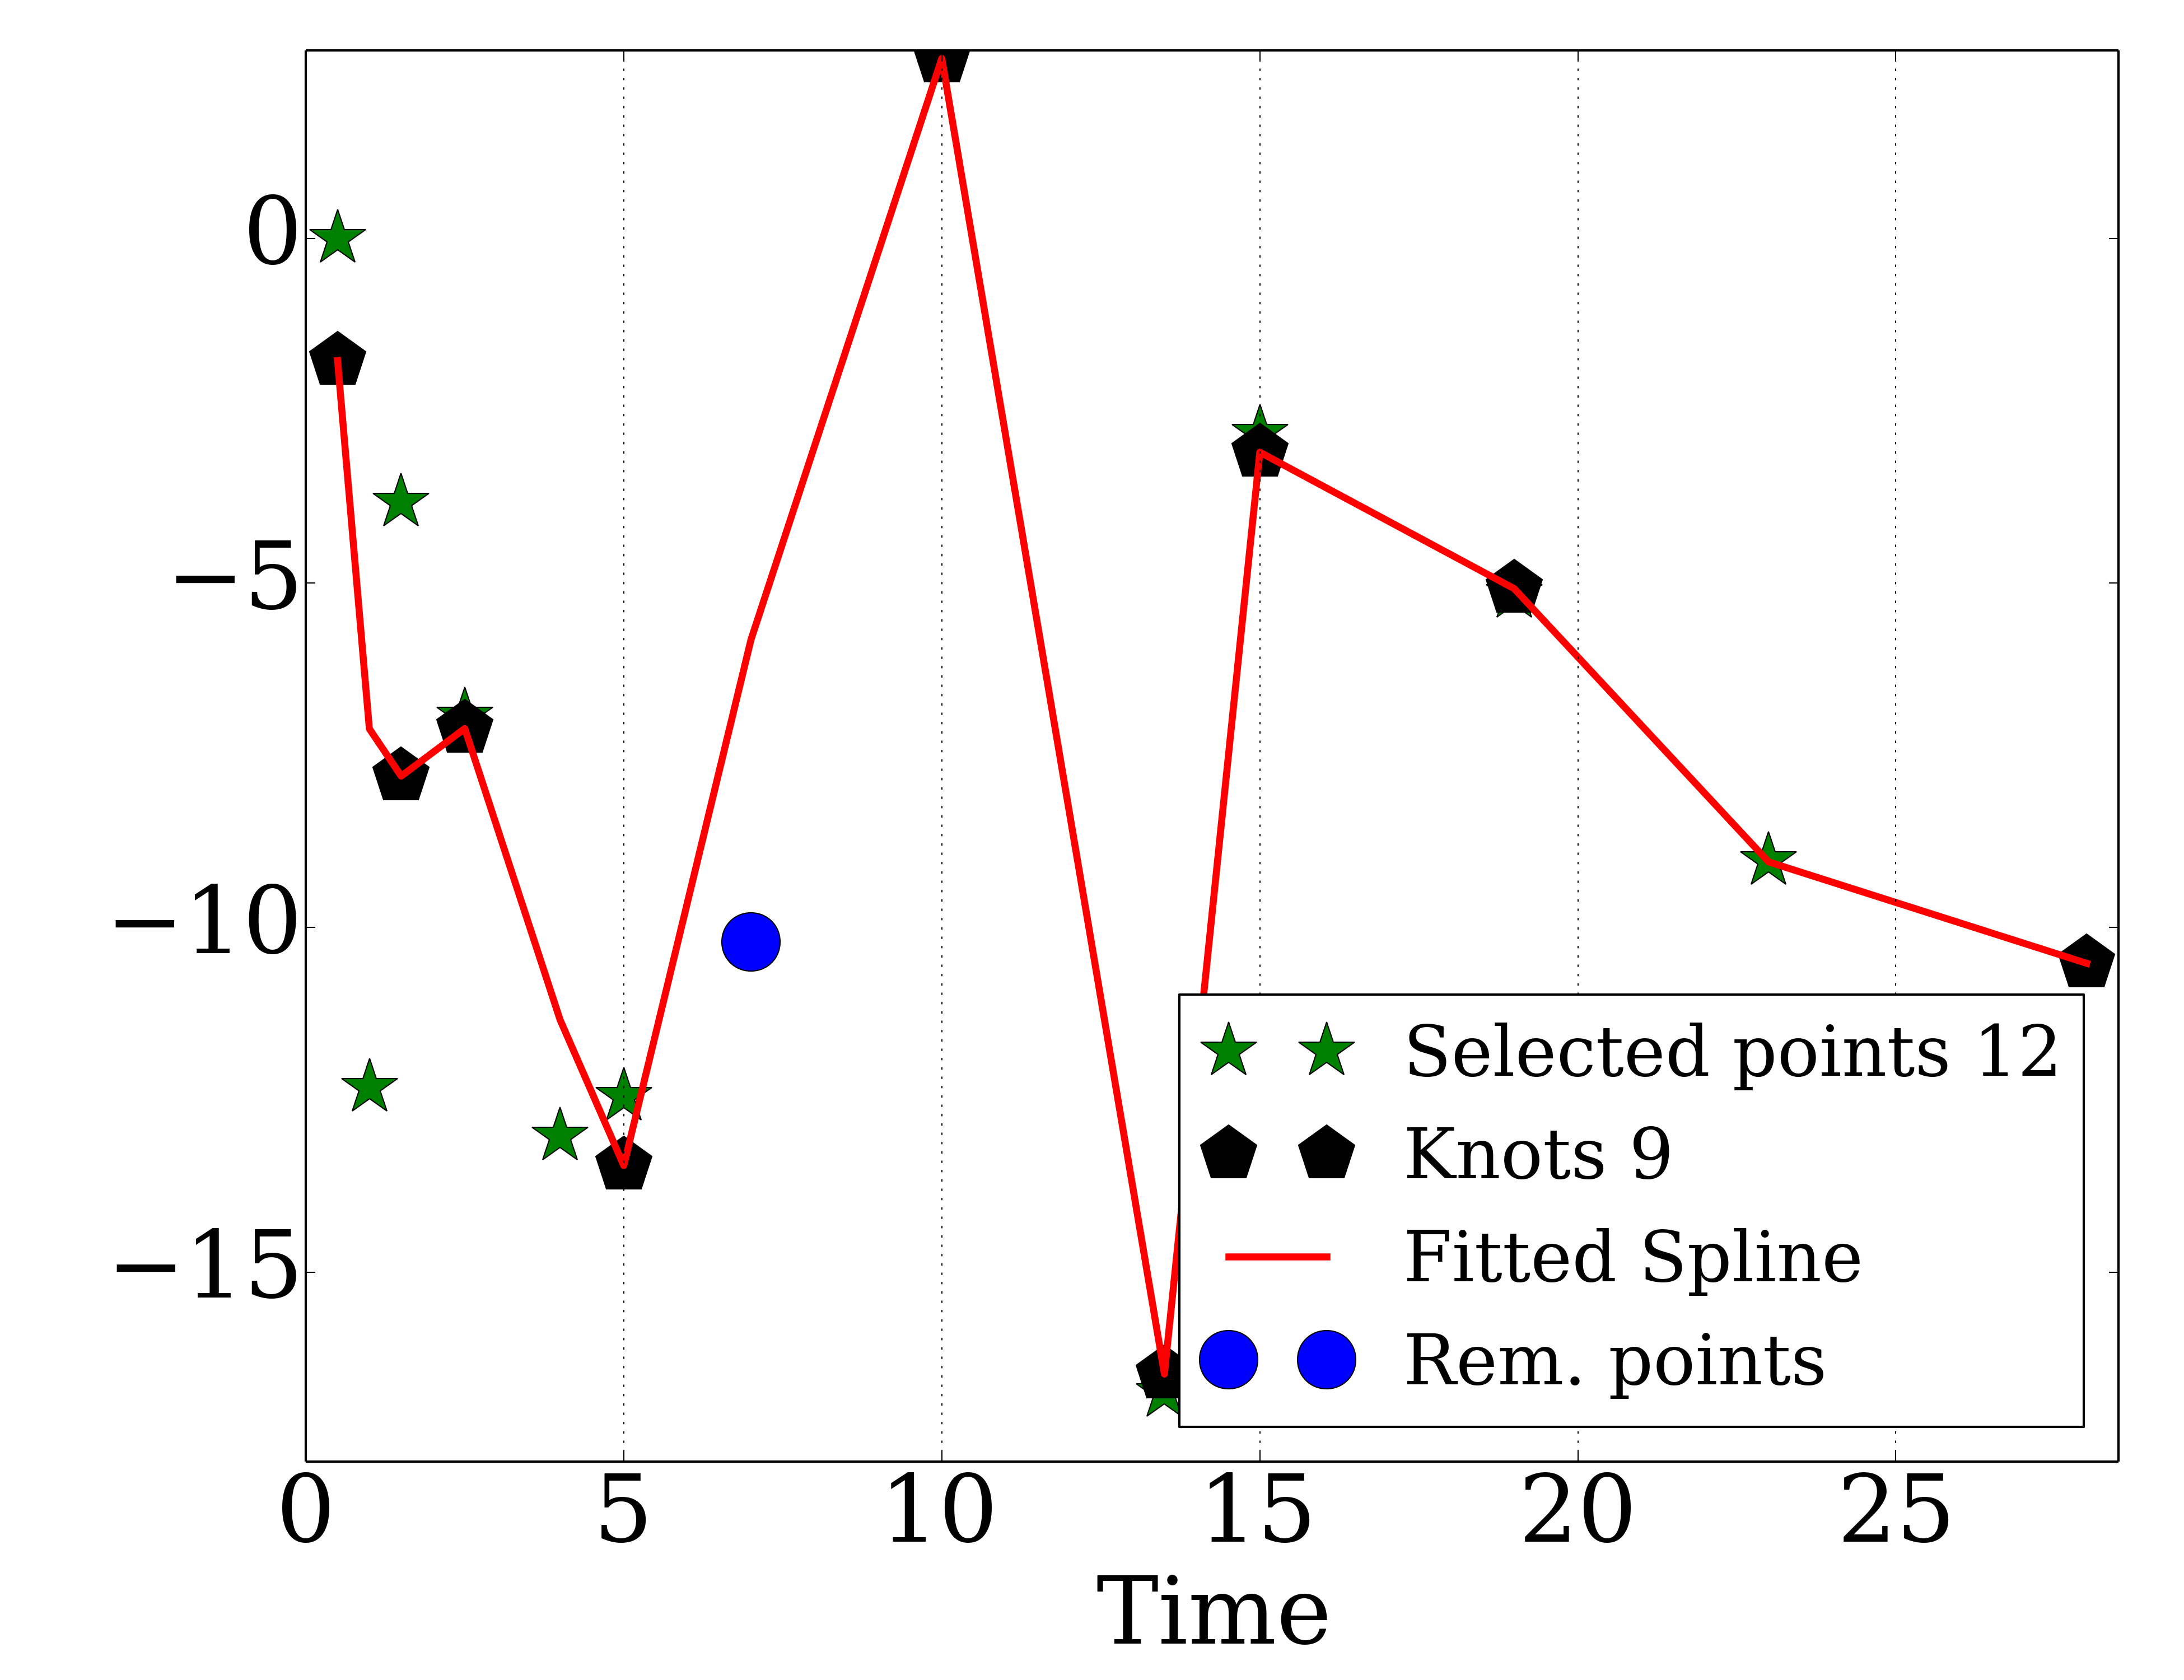 0
−5
−10
−15
0 5 10 15 20 25
Time
Selected points 12
Knots 9
Fitted Spline
Rem. points